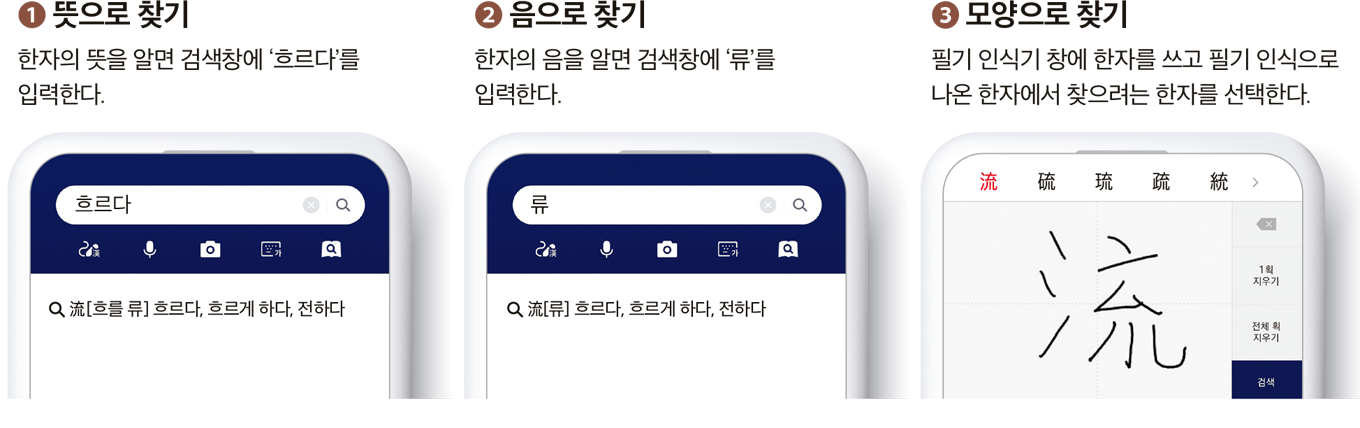 ❶ 뜻으로 찾기
한자의 뜻을 알면 검색창에 ‘흐르다’를
입력한다.
흐르다
漢
가
流[흐를 류] 흐르다, 흐르게 하다, 전하다
❷ 음으로 찾기
한자의 음을 알면 검색창에 ‘류’를
입력한다.
류
漢
가
流[류] 흐르다, 흐르게 하다, 전하다
❸ 모양으로 찾기
필기 인식기 창에 한자를 쓰고 필기 인식으로
나온 한자에서 찾으려는 한자를 선택한다.
流 硫 琉 疏 統 >
流
1획
지우기
전체 획
지우기
검색